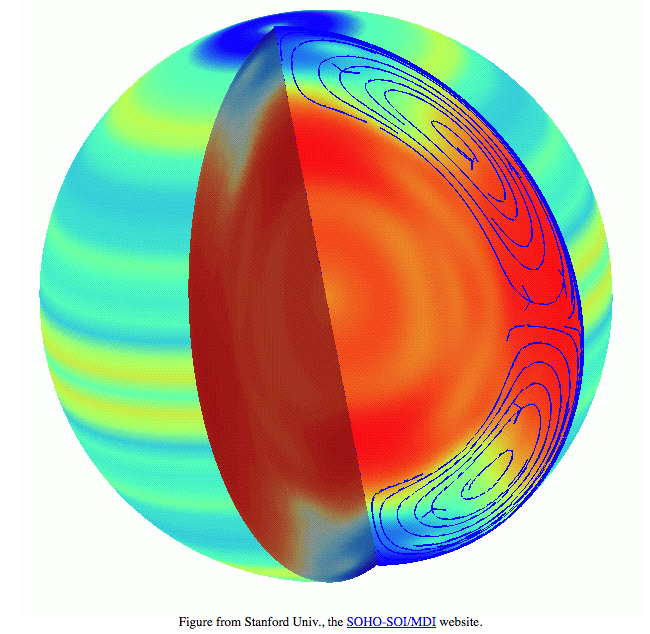 Figure from Stanford Univ., the SOHO-SOI/MDI website.